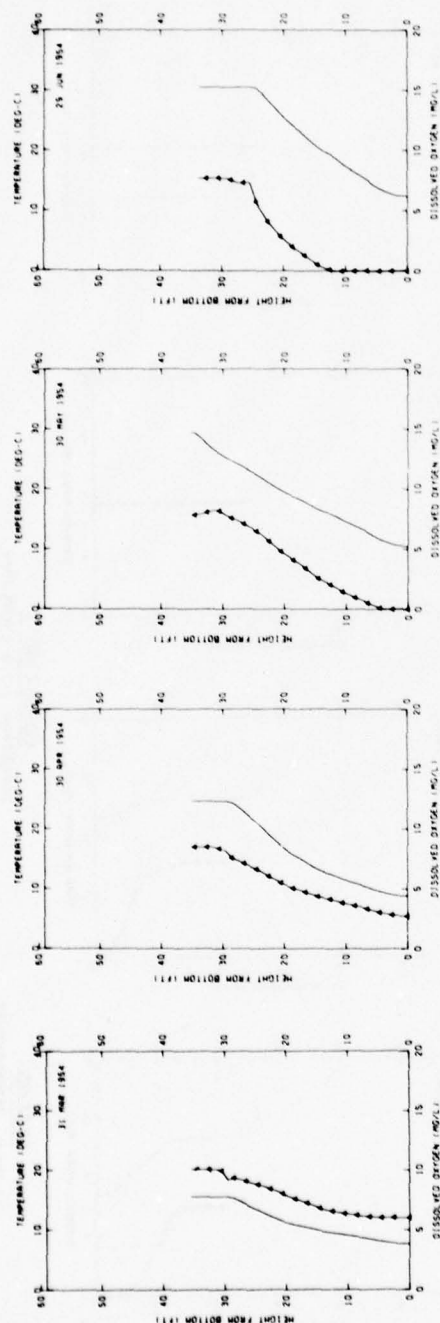 TEMPERATURE (DEG-C)
0 10 20 30 40
31 MAR 1954
60
50
40
30
20
10
0
HEIGHT FROM BOTTOM (FT)
0 5 10 15 20
DISSOLVED OXYGEN (MG/L)
TEMPERATURE (DEG-C)
0 10 20 30 40
30 APR 1954
60
50
40
30
20
10
0
HEIGHT FROM BOTTOM (FT)
0 5 10 15 20
DISSOLVED OXYGEN (MG/L)
TEMPERATURE (DEG-C)
0 10 20 30 40
30 MAY 1954
60
50
40
30
20
10
0
HEIGHT FROM BOTTOM (FT)
0 5 10 15 20
DISSOLVED OXYGEN (MG/L)
TEMPERATURE (DEG-C)
0 10 20 30 40
25 JUN 1954
60
50
40
30
20
10
0
HEIGHT FROM BOTTOM (FT)
0 5 10 15 20
DISSOLVED OXYGEN (MG/L)